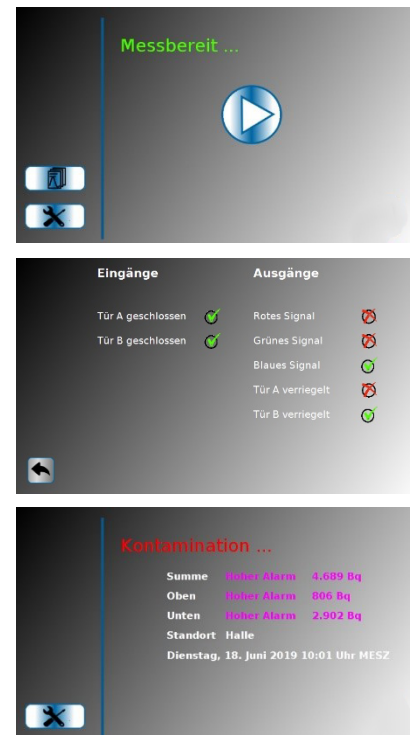 Messbereit ...
Eingänge Ausgänge
Tür A geschlossen Rotes Signal
Tür B geschlossen Grünes Signal
Blaues Signal
Tür A verriegelt
Tür B verriegelt
Kontamination ...
Summe Hoher Alarm 4.689 Bq
Oben Hoher Alarm 806 Bq
Unten Hoher Alarm 2.902 Bq
Standort Halle
Dienstag, 18. Juni 2019 10:01 Uhr MESZ